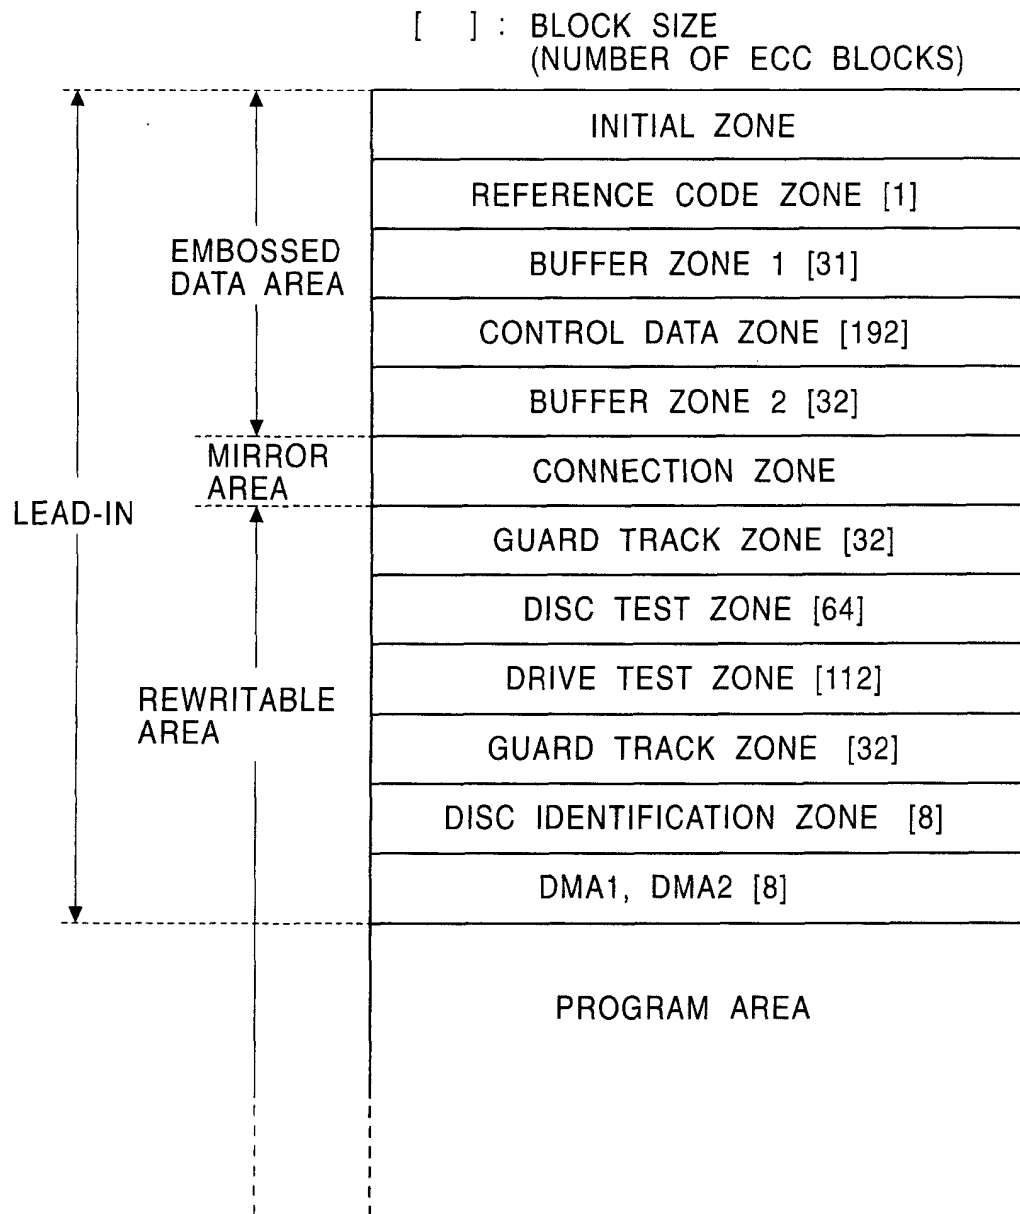 [ ] : BLOCK SIZE
(NUMBER OF ECC BLOCKS)
INITIAL ZONE
REFERENCE CODE ZONE [1]
EMBOSSED
DATA AREA
BUFFER ZONE 1 [31]
CONTROL DATA ZONE [192]
BUFFER ZONE 2 [32]
MIRROR
AREA
CONNECTION ZONE
LEAD-IN
GUARD TRACK ZONE [32]
DISC TEST ZONE [64]
DRIVE TEST ZONE [112]
REWRITABLE
AREA
GUARD TRACK ZONE [32]
DISC IDENTIFICATION ZONE [8]
DMA1, DMA2 [8]
PROGRAM AREA